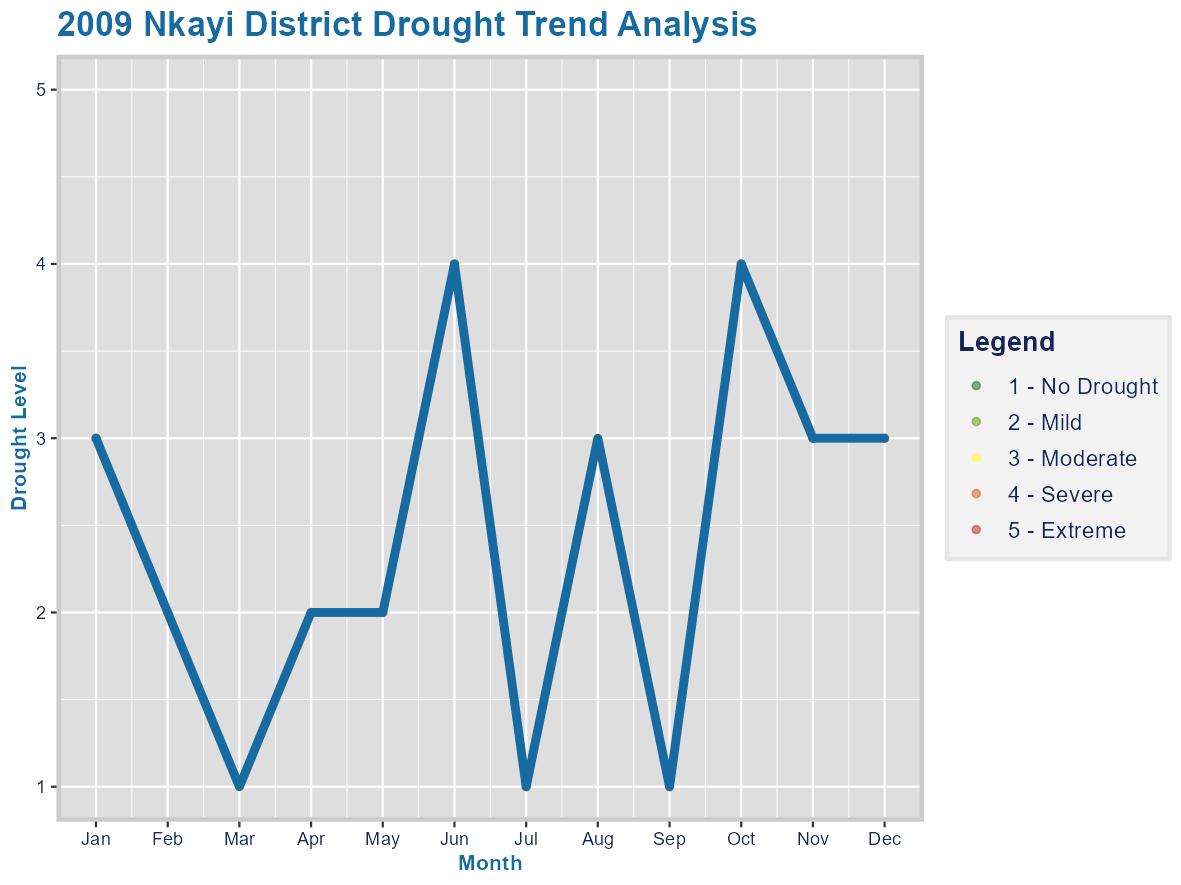 2009 Nkayi District Drought Trend Analysis
5
4
3
2
1
Drought Level
Jan Feb Mar Apr May Jun Jul Aug Sep Oct Nov Dec
Month
Legend
1 - No Drought
2 - Mild
3 - Moderate
4 - Severe
5 - Extreme